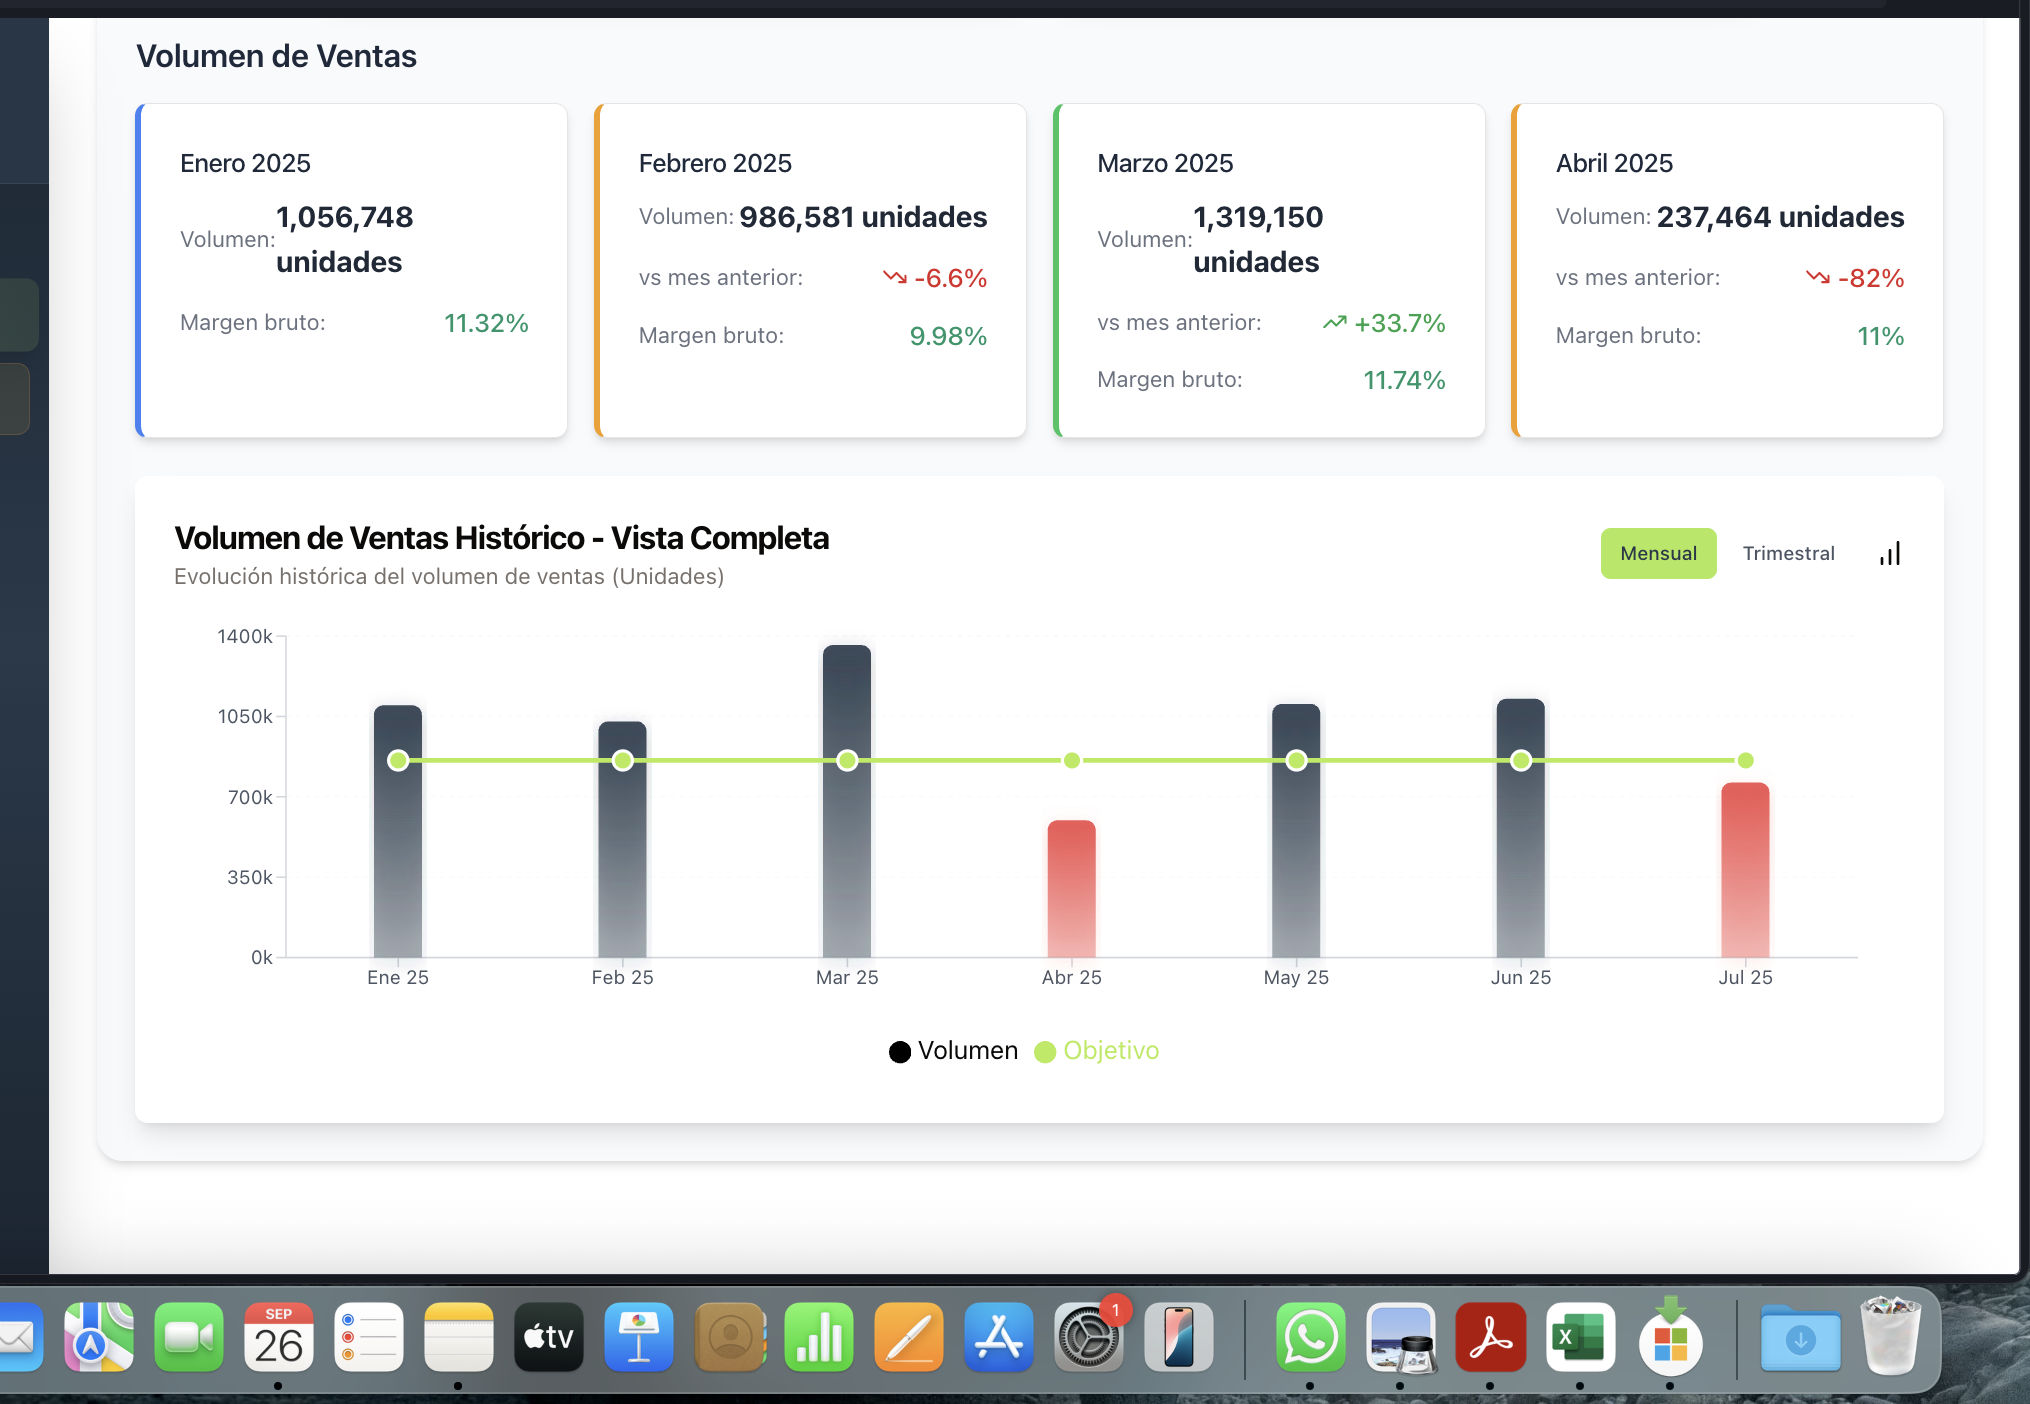 Volumen de Ventas
Enero 2025
Volumen: 1,056,748
unidades
Margen bruto: 11.32%
Febrero 2025
Volumen: 986,581 unidades
vs mes anterior: -6.6%
Margen bruto: 9.98%
Marzo 2025
Volumen: 1,319,150
unidades
vs mes anterior: +33.7%
Margen bruto: 11.74%
Abril 2025
Volumen: 237,464 unidades
vs mes anterior: -82%
Margen bruto: 11%
Volumen de Ventas Histórico - Vista Completa
Evolución histórica del volumen de ventas (Unidades)
Mensual Trimestral
1400k
1050k
700k
350k
0k
Ene 25 Feb 25 Mar 25 Abr 25 May 25 Jun 25 Jul 25
Volumen Objetivo
SEP
26
tv
1
X